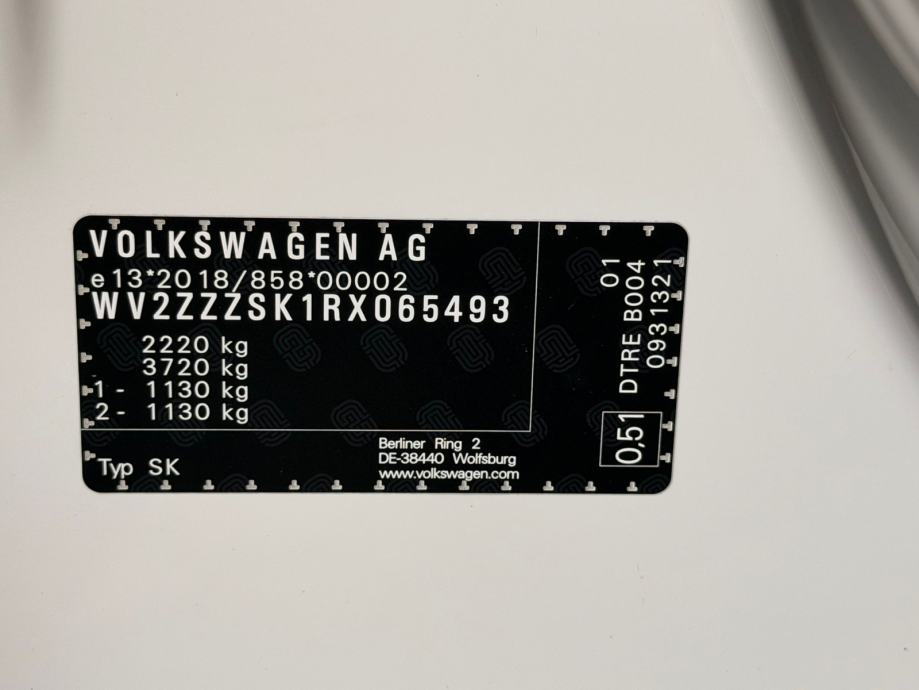 VOLKSWAGEN AG
e13*2018/858*00002
WV2ZZZSK1RX065493
2220 kg
3720 kg
1 - 1130 kg
2 - 1130 kg
Typ SK
Berliner Ring 2
DE-38440 Wolfsburg
www.volkswagen.com
01
DTRE B004
0931321
0,51